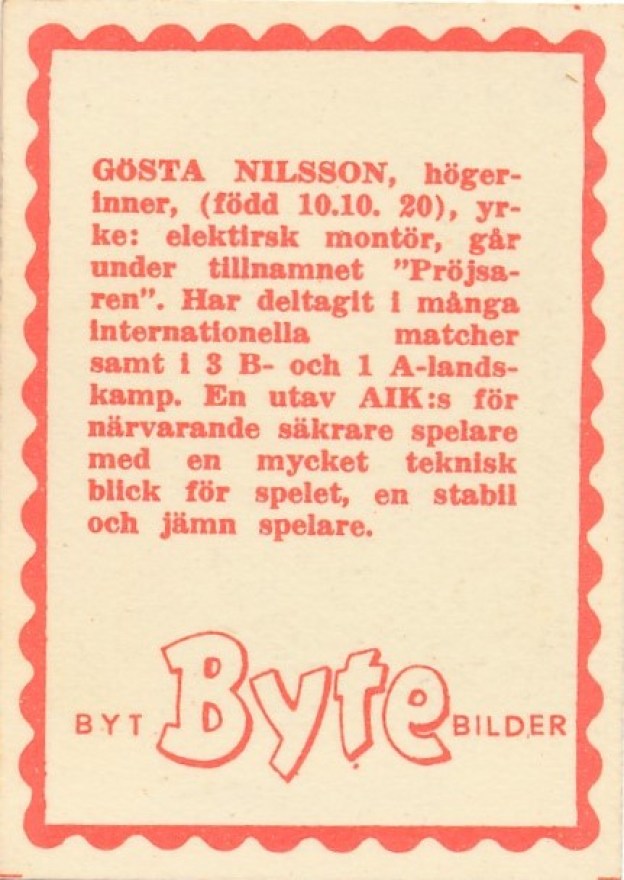 GÖSTA NILSSON, höger-
inner, (född 10.10. 20), yr-
ke: elektirsk montör, går
under tillnamnet "Pröjsa-
ren". Har deltagit i många
internationella matcher
samt i 3 B- och 1 A-lands-
kamp. En utav AIK:s för
närvarande säkrare spelare
med en mycket teknisk
blick för spelet, en stabil
och jämn spelare.
BYT Byte BILDER